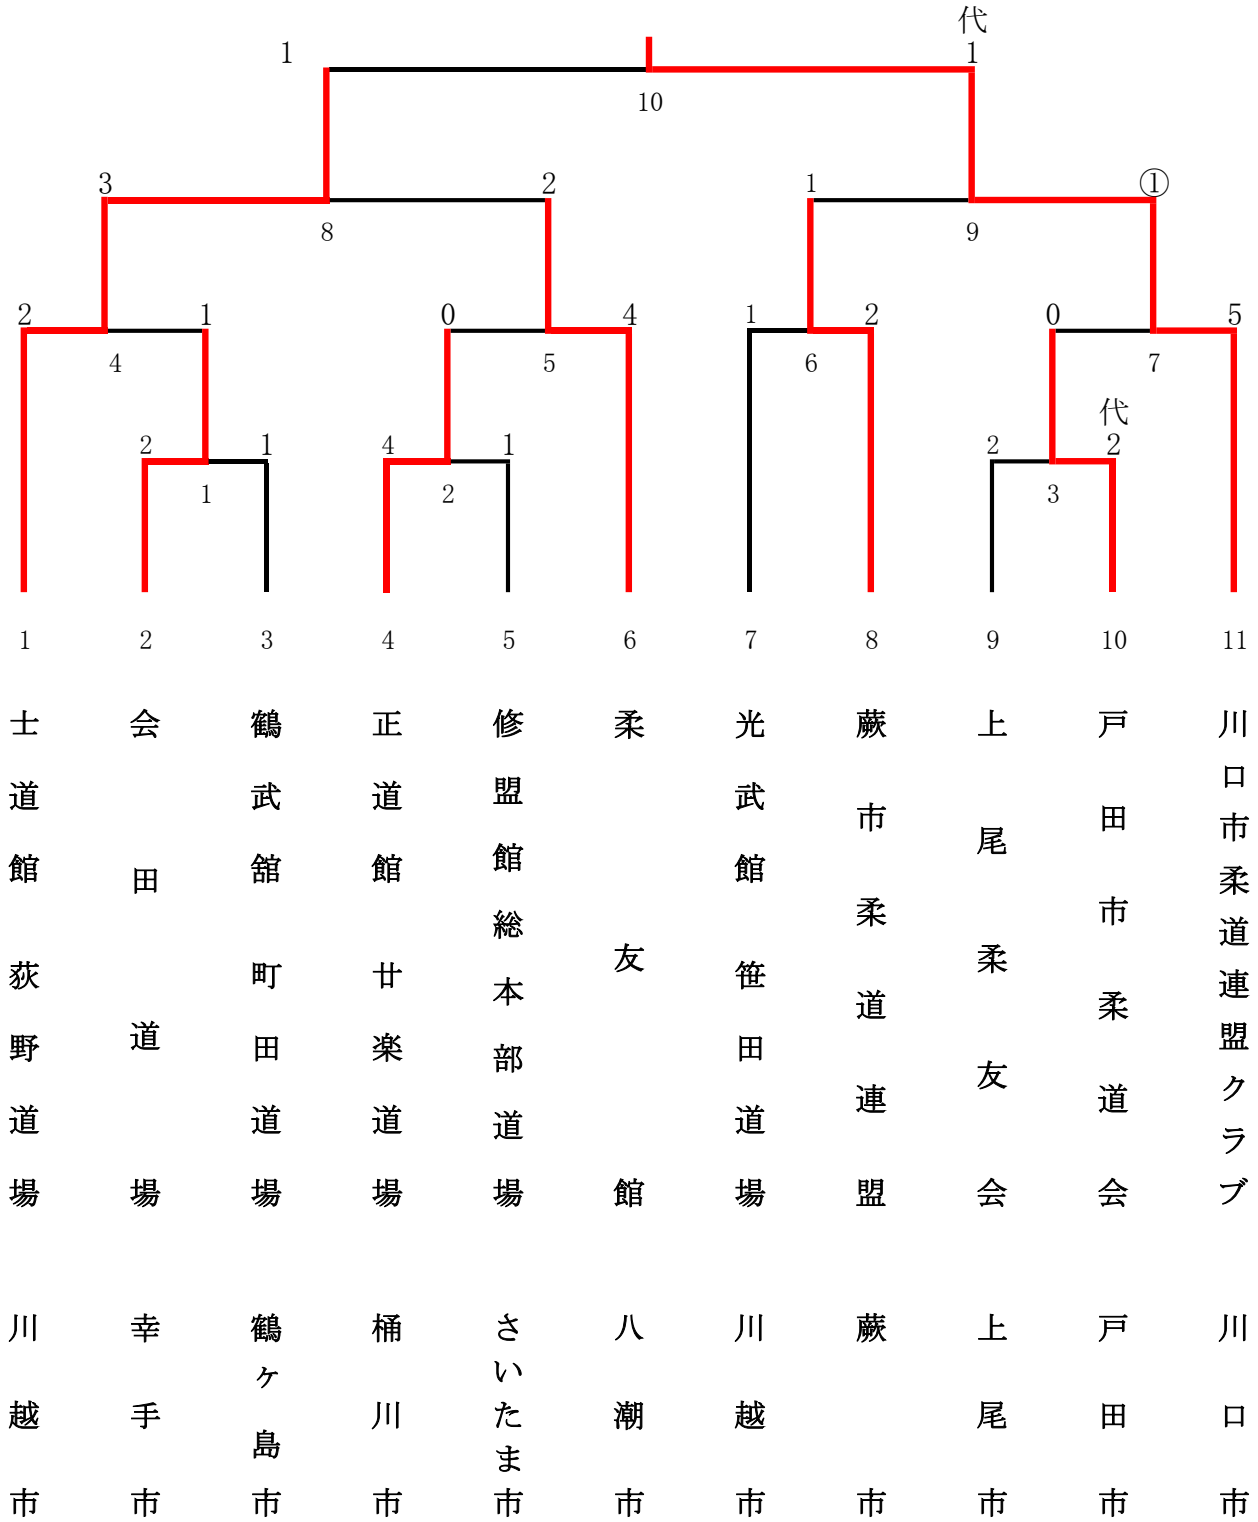 代
1 1
10
3 2 1 ①
8 9
2 1 0 4 1 2 0 5
4 5 6 7
代
2 1 4 1 2 2
1 2 3
1 2 3 4 5 6 7 8 9 10 11
士道館 荻野道場 川越市
会田道場 幸手市
鶴武舘 町田道場 鶴ヶ島市
正道館 廿楽道場 桶川市
修盟館総本部道場 さいたま市
柔友館 八潮市
光武館 笹田道場 川越市
蕨市柔道連盟 蕨市
上尾柔友会 上尾市
戸田市柔道会 戸田市
川口市柔道連盟クラブ 川口市